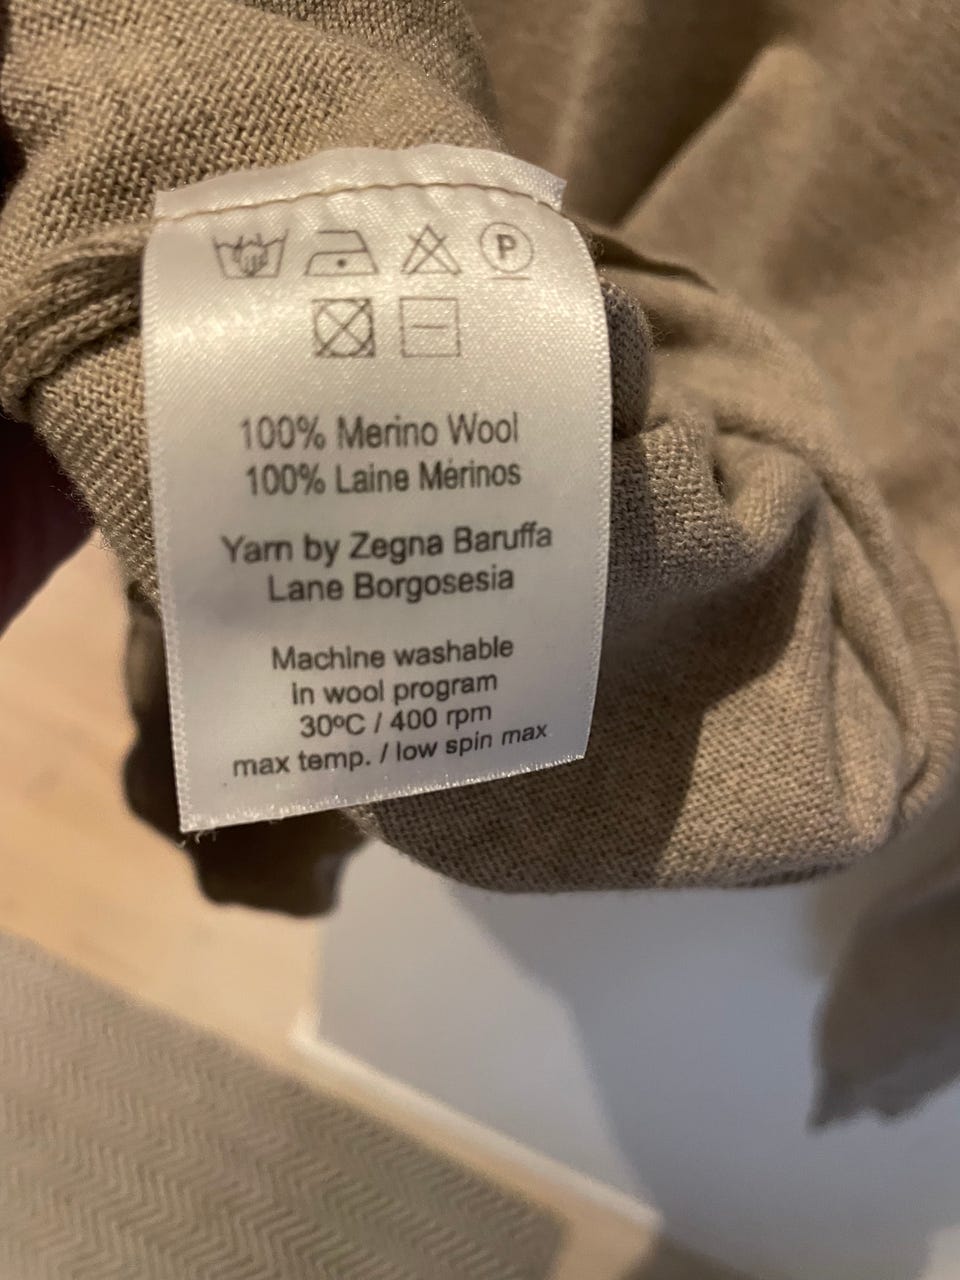 P
100% Merino Wool
100% Laine Mérinos
Yarn by Zegna Baruffa
Lane Borgosesia
Machine washable
In wool program
30ºC / 400 rpm
max temp. / low spin max